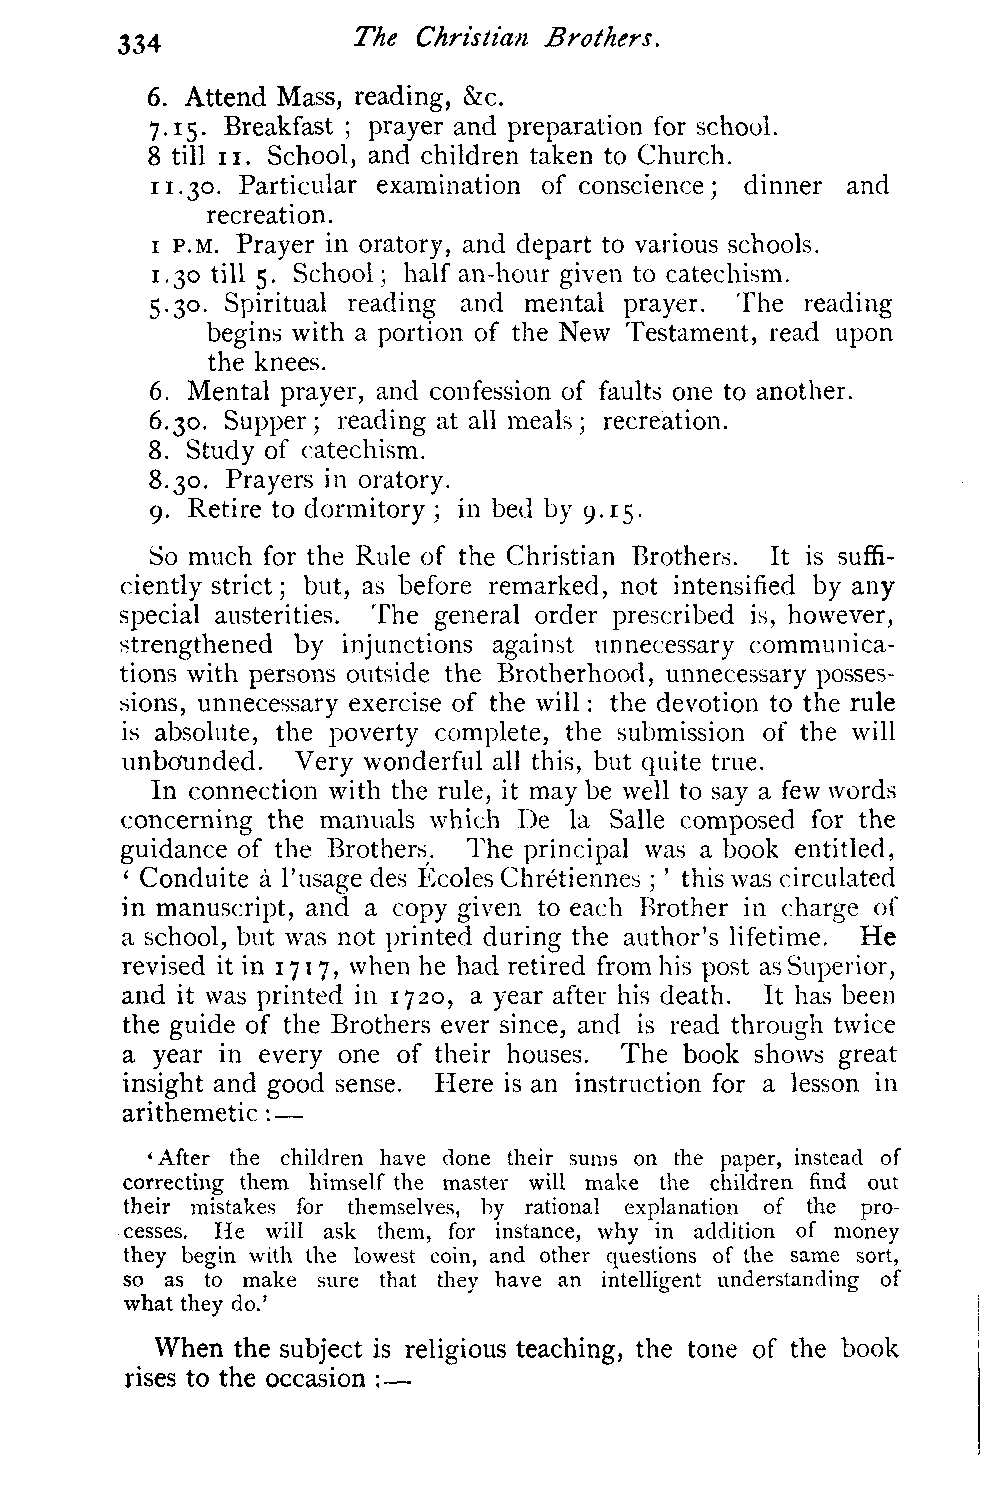 334 The Christian Brothers.
6. Attend Mass, reading, &c.
7.15. Breakfast ; prayer and preparation for school.
8 till 11. School, and children taken to Church.
11.30. Particular examination of conscience ; dinner and
recreation.
1 P.M. Prayer in oratory, and depart to various schools.
1.30 till 5. School ; half an-hour given to catechism.
5.30. Spiritual reading and mental prayer. The reading
begins with a portion of the New Testament, read upon
the knees.
6. Mental prayer, and confession of faults one to another.
6.30. Supper ; reading at all meals ; recreation.
8. Study of catechism.
8.30. Prayers in oratory.
9. Retire to dormitory ; in bed by 9.15.
So much for the Rule of the Christian Brothers. It is suffi-
ciently strict ; but, as before remarked, not intensified by any
special austerities. The general order prescribed is, however,
strengthened by injunctions against unnecessary communica-
tions with persons outside the Brotherhood, unnecessary posses-
sions, unnecessary exercise of the will : the devotion to the rule
is absolute, the poverty complete, the submission of the will
unbounded. Very wonderful all this, but quite true.
In connection with the rule, it may be well to say a few words
concerning the manuals which De la Salle composed for the
guidance of the Brothers. The principal was a book entitled,
‘ Conduite à l’usage des Écoles Chrétiennes ; ’ this was circulated
in manuscript, and a copy given to each Brother in charge of
a school, but was not printed during the author’s lifetime. He
revised it in 1717, when he had retired from his post as Superior,
and it was printed in 1720, a year after his death. It has been
the guide of the Brothers ever since, and is read through twice
a year in every one of their houses. The book shows great
insight and good sense. Here is an instruction for a lesson in
arithemetic :—
‘After the children have done their sums on the paper, instead of
correcting them himself the master will make the children find out
their mistakes for themselves, by rational explanation of the pro-
cesses. He will ask them, for instance, why in addition of money
they begin with the lowest coin, and other questions of the same sort,
so as to make sure that they have an intelligent understanding of
what they do.’
When the subject is religious teaching, the tone of the book
rises to the occasion :—